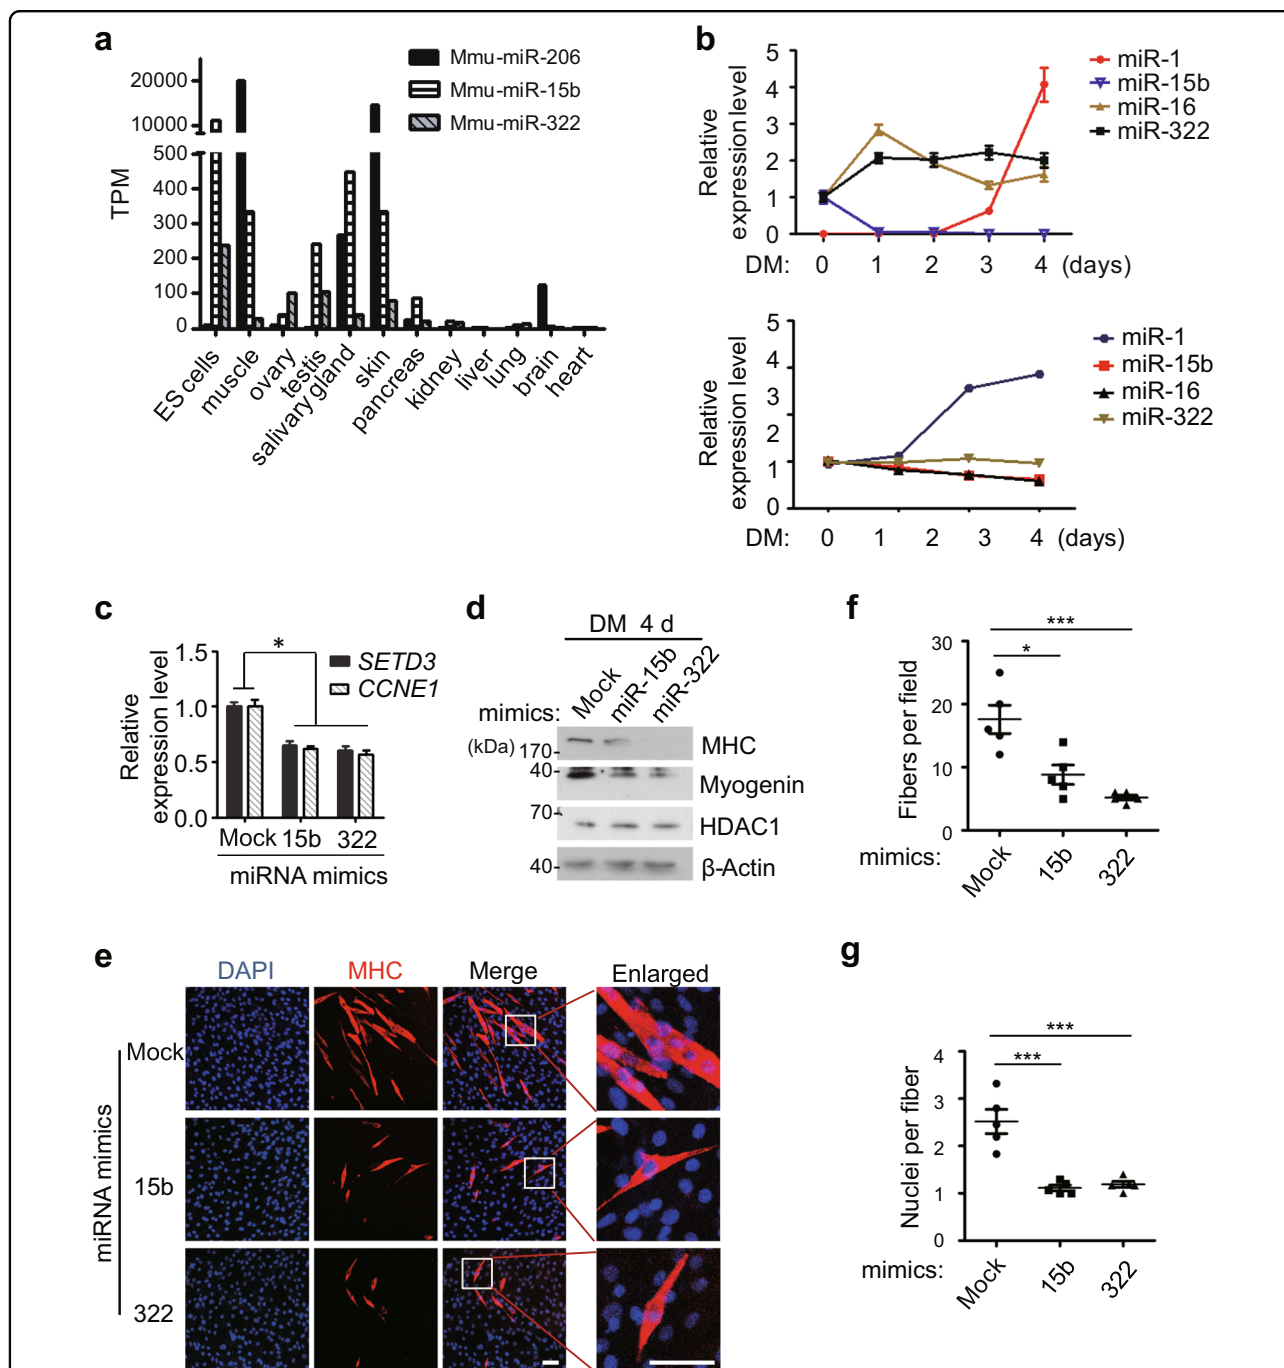 a
Mmu-miR-206
Mmu-miR-15b
Mmu-miR-322
TPM
20000
10000
500
400
300
200
100
0
ES cells
muscle
ovary
testis
salivary gland
skin
pancreas
kidney
liver
lung
brain
heart
b
Relative
expression level
5
4
3
2
1
0
miR-1
miR-15b
miR-16
miR-322
DM: 0 1 2 3 4 (days)
Relative
expression level
5
4
3
2
1
0
miR-1
miR-15b
miR-16
miR-322
DM: 0 1 2 3 4 (days)
c
Relative
expression level
1.5
1.0
0.5
0.0
*
SETD3
CCNE1
Mock 15b 322
miRNA mimics
d
DM 4 d
mimics: Mock miR-15b miR-322
(kDa)
170 MHC
40 Myogenin
70 HDAC1
40 β-Actin
f
***
*
Fibers per field
30
20
10
0
mimics: Mock 15b 322
e
DAPI MHC Merge Enlarged
miRNA mimics
Mock
15b
322
g
***
***
Nuclei per fiber
4
3
2
1
0
mimics: Mock 15b 322